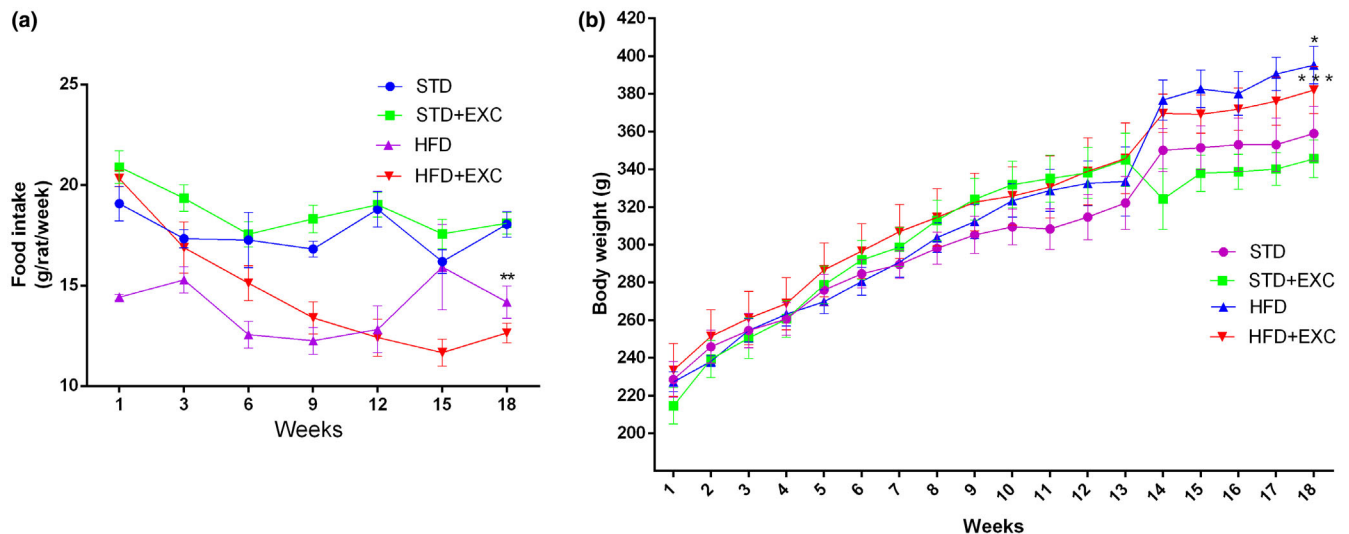 (a)
25
20
15
10
Food intake
(g/rat/week)
STD
STD+EXC
HFD
HFD+EXC
**
1 3 6 9 12 15 18
Weeks
(b)
420
400
380
360
340
320
300
280
260
240
220
200
Body weight (g)
*
* * *
STD
STD+EXC
HFD
HFD+EXC
1 2 3 4 5 6 7 8 9 10 11 12 13 14 15 16 17 18
Weeks